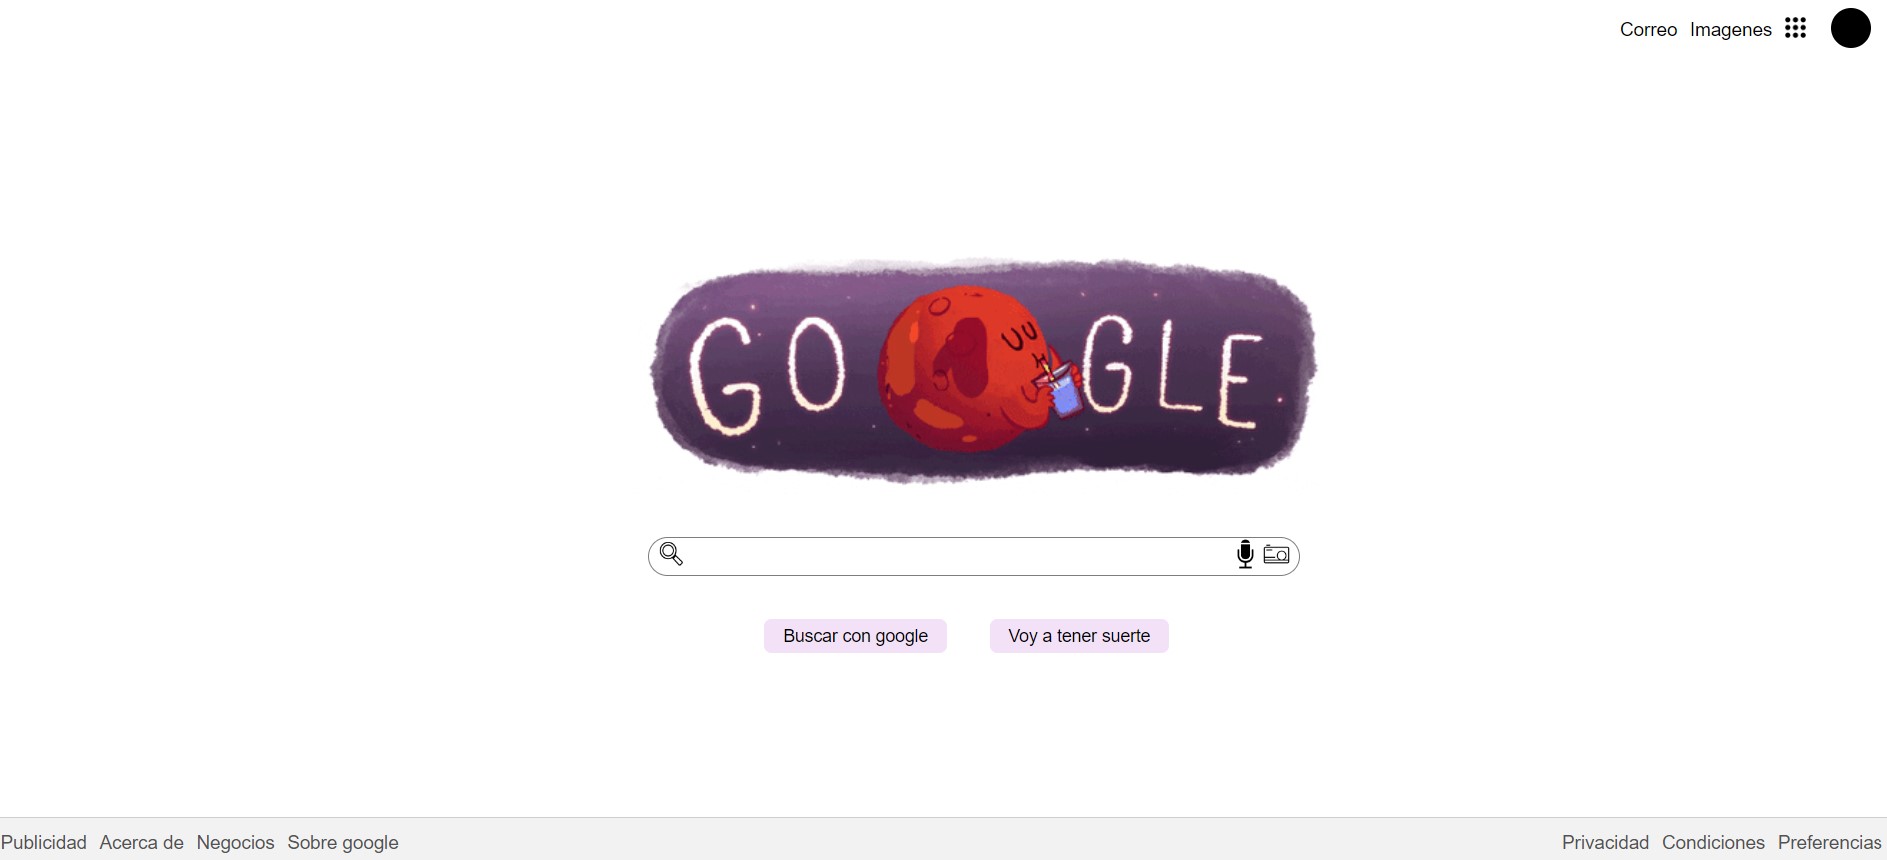 Correo Imagenes
GO GLE
Buscar con google Voy a tener suerte
Publicidad Acerca de Negocios Sobre google Privacidad Condiciones Preferencias